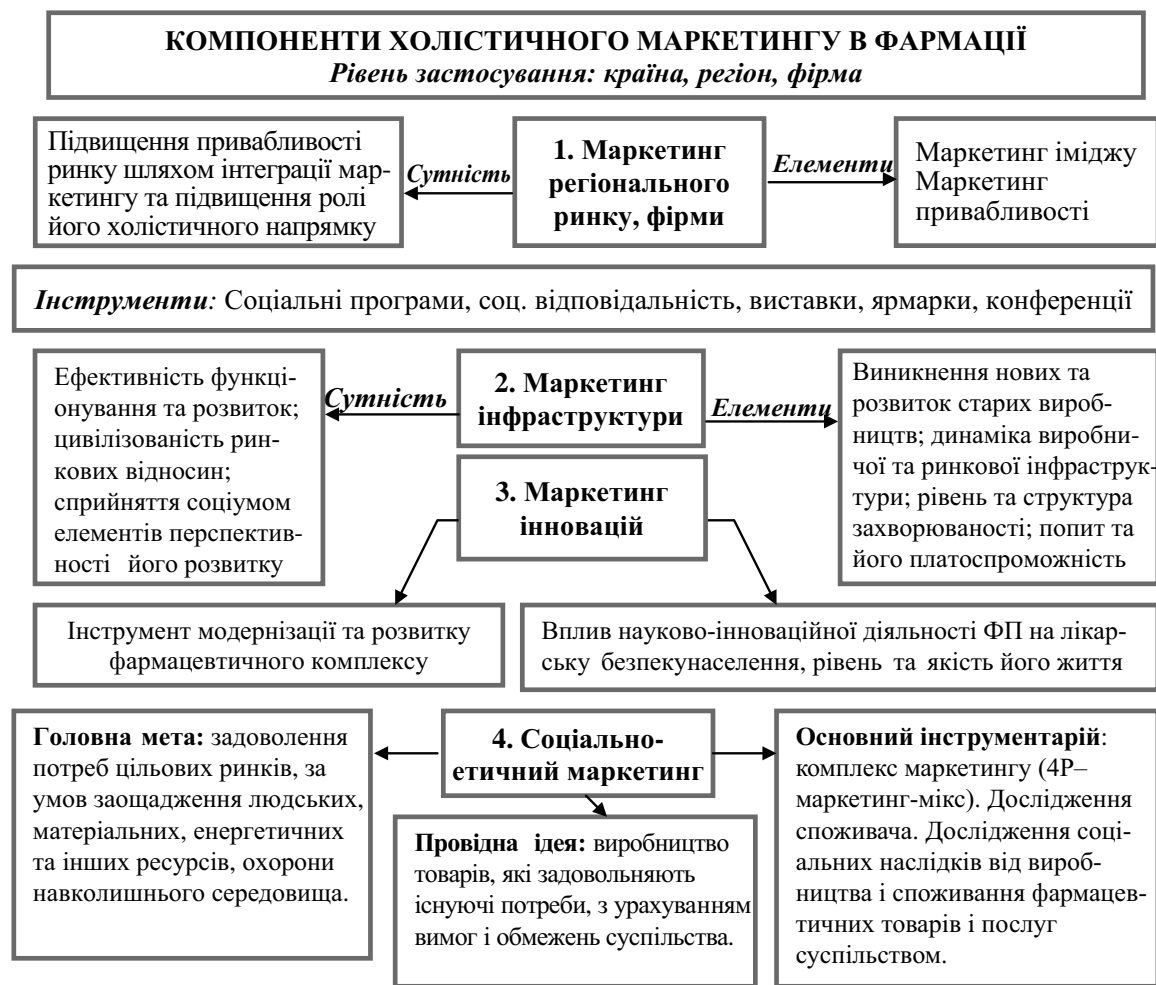 КОМПОНЕНТИ ХОЛІСТИЧНОГО МАРКЕТИНГУ В ФАРМАЦІЇ
Рівень застосування: країна, регіон, фірма
Підвищення привабливості
ринку шляхом інтеграції мар-
кетингу та підвищення ролі
його холістичного напрямку
Сутність
1. Маркетинг
регіонального
ринку, фірми
Елементи
Маркетинг іміджу
Маркетинг
привабливості
Інструменти: Соціальні програми, соц. відповідальність, виставки, ярмарки, конференції
Ефективність функці-
онування та розвиток;
цивілізованість рин-
кових відносин;
сприйняття соціумом
елементів перспектив-
ності його розвитку
Сутність
2. Маркетинг
інфраструктури
Елементи
Виникнення нових та
розвиток старих вироб-
ництв; динаміка виробни-
чої та ринкової інфраструк-
тури; рівень та структура
захворюваності; попит та
його платоспроможність
3. Маркетинг
інновацій
Інструмент модернізації та розвитку
фармацевтичного комплексу
Вплив науково-інноваційної діяльності ФП на лікар-
ську безпекунаселення, рівень та якість його життя
Головна мета: задоволення
потреб цільових ринків, за
умов заощадження людських,
матеріальних, енергетичних
та інших ресурсів, охорони
навколишнього середовища.
4. Соціально-
етичний маркетинг
Провідна ідея: виробництво
товарів, які задовольняють
існуючі потреби, з урахуванням
вимог і обмежень суспільства.
Основний інструментарій:
комплекс маркетингу (4Р–
маркетинг-мікс). Дослідження
споживача. Дослідження соці-
альних наслідків від вироб-
ництва і споживання фармацев-
тичних товарів і послуг
суспільством.